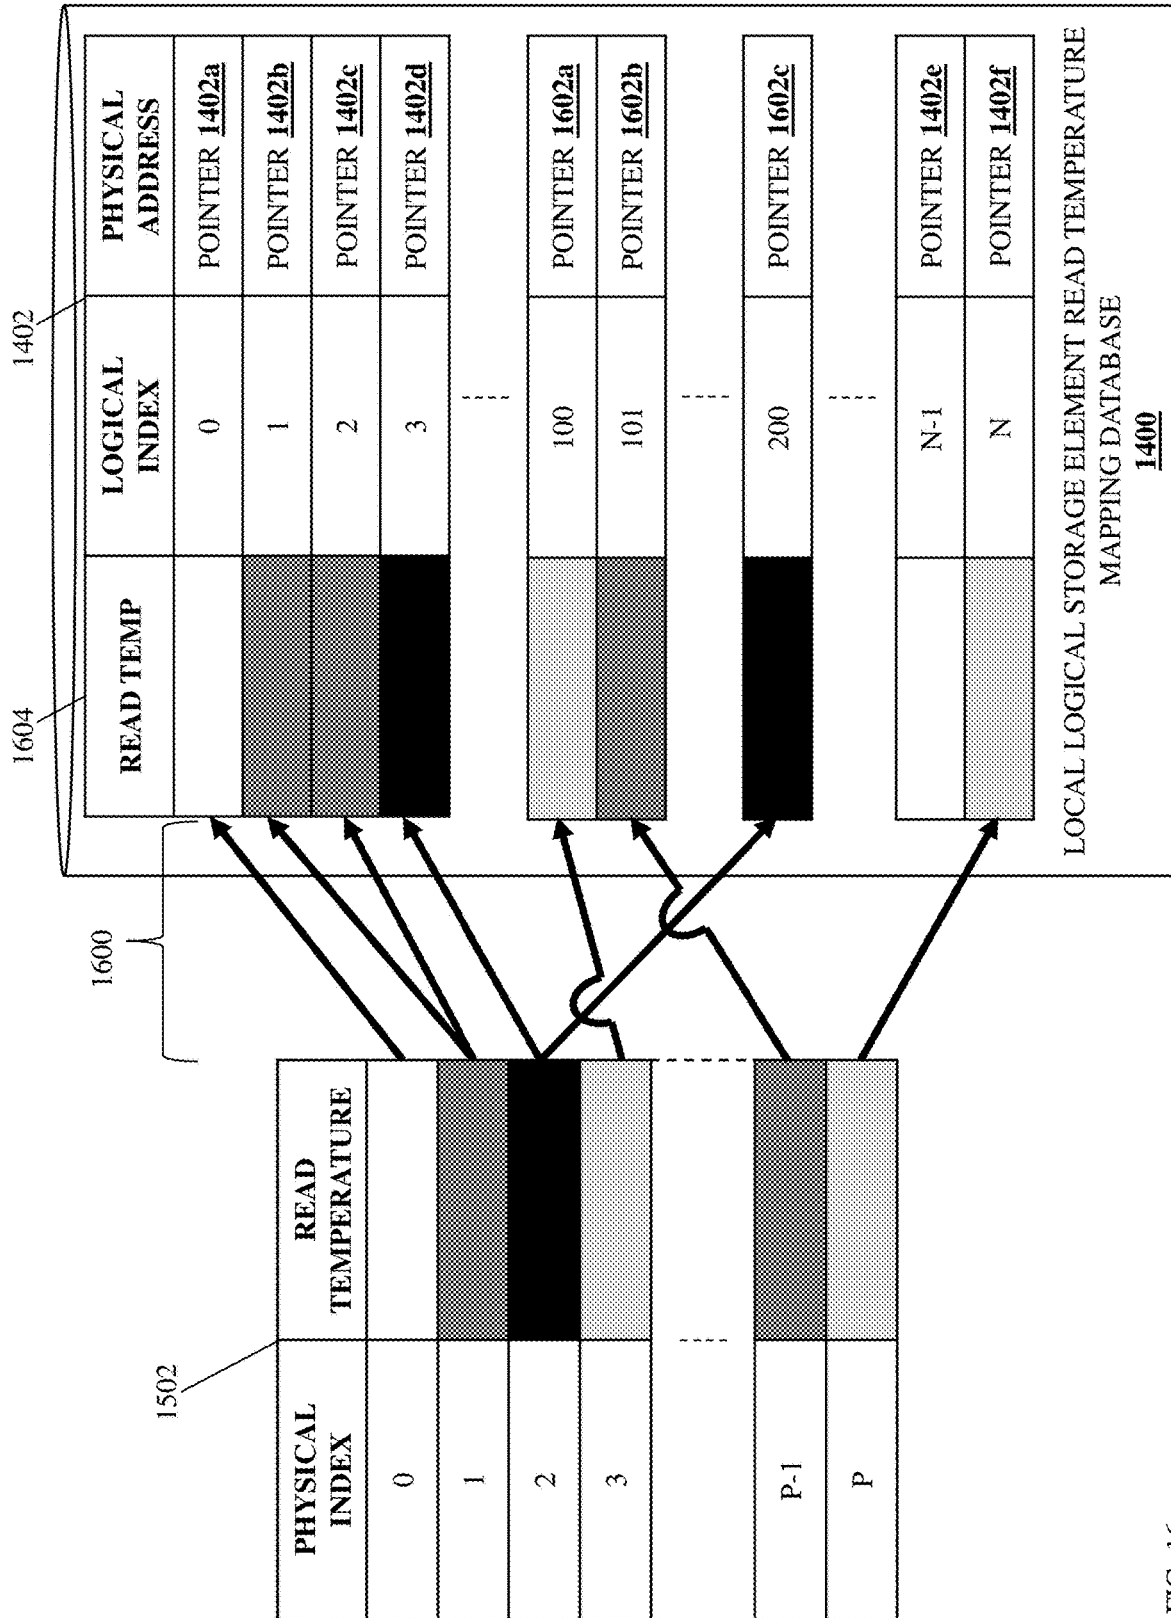 1502
PHYSICAL
INDEX
READ
TEMPERATURE
0
1
2
3
P-1
P
1600
1604
1402
READ TEMP
LOGICAL
INDEX
PHYSICAL
ADDRESS
0
POINTER 1402a
1
POINTER 1402b
2
POINTER 1402c
3
POINTER 1402d
100
POINTER 1602a
101
POINTER 1602b
200
POINTER 1602c
N-1
POINTER 1402e
N
POINTER 1402f
LOCAL LOGICAL STORAGE ELEMENT READ TEMPERATURE
MAPPING DATABASE
1400
FIG. 16